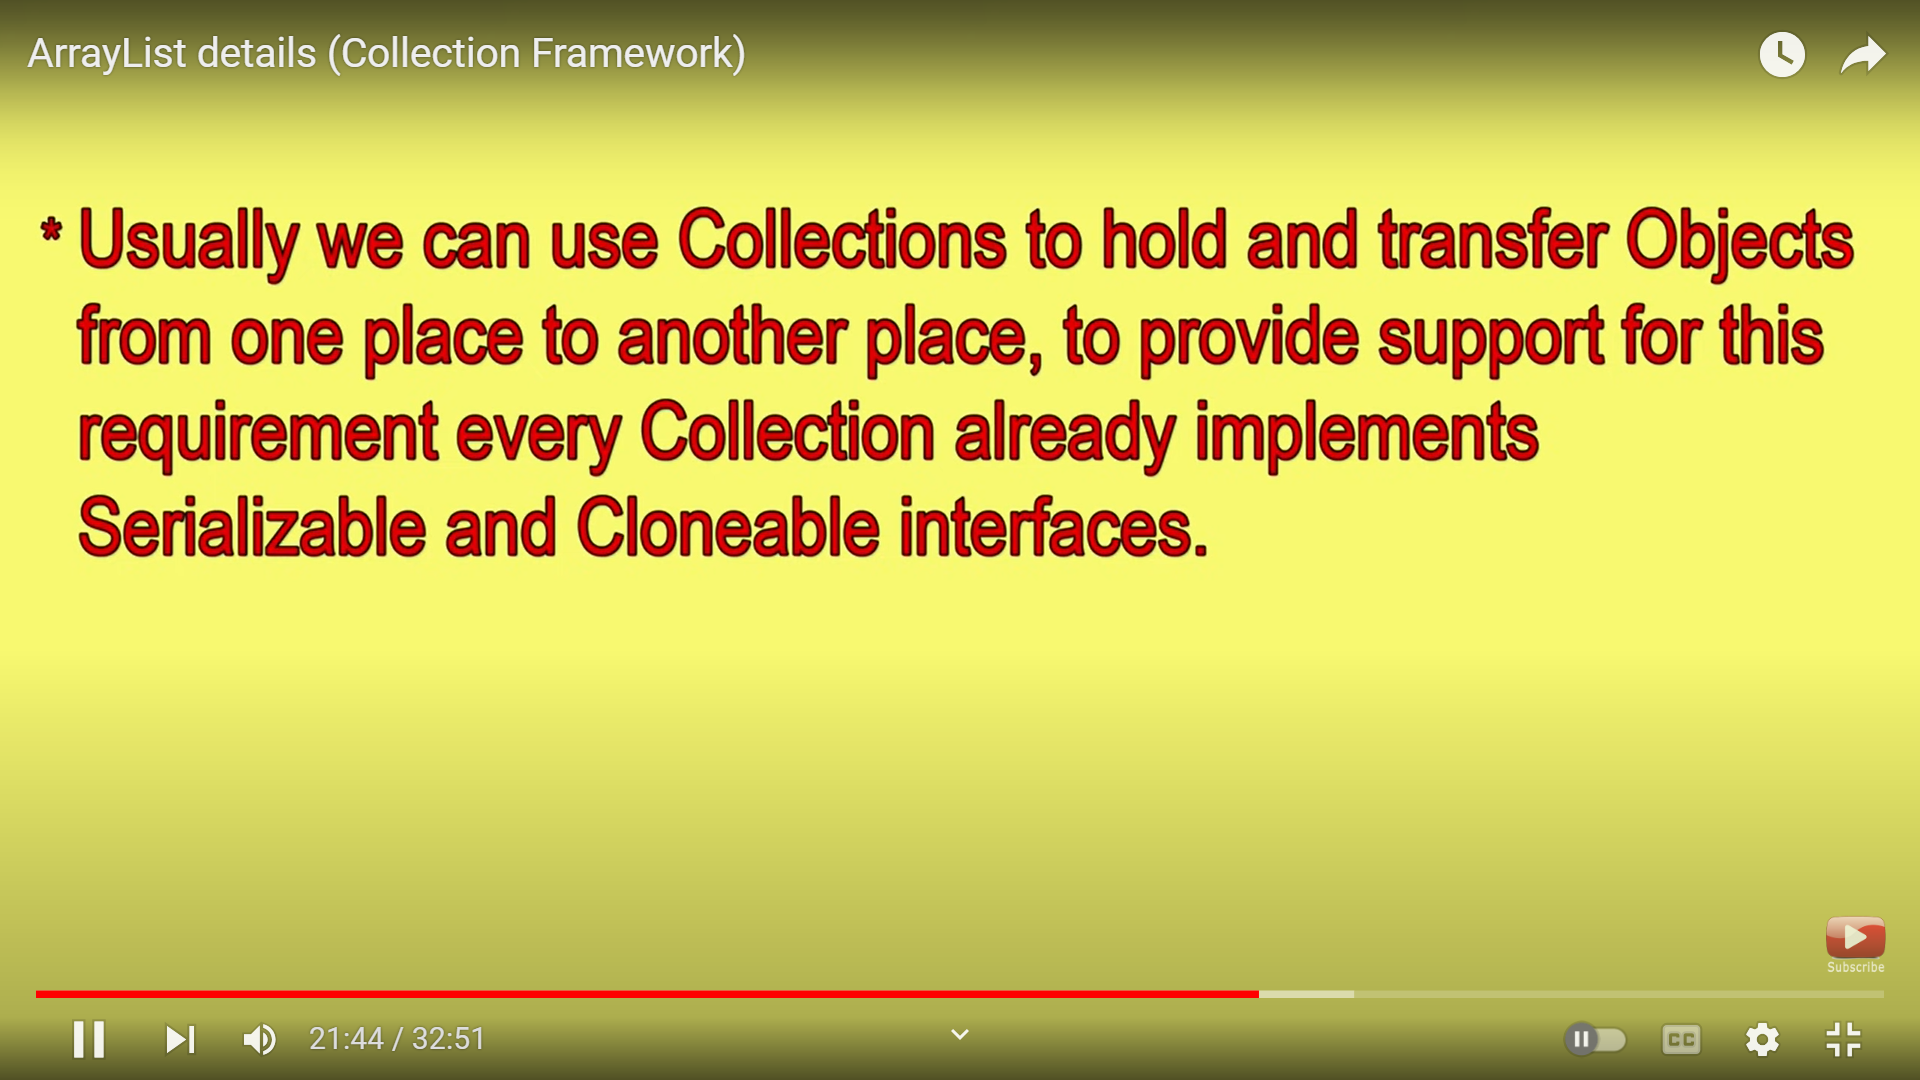 ArrayList details (Collection Framework)
* Usually we can use Collections to hold and transfer Objects
from one place to another place, to provide support for this
requirement every Collection already implements
Serializable and Cloneable interfaces.
Subscribe
21:44 / 32:51
CC